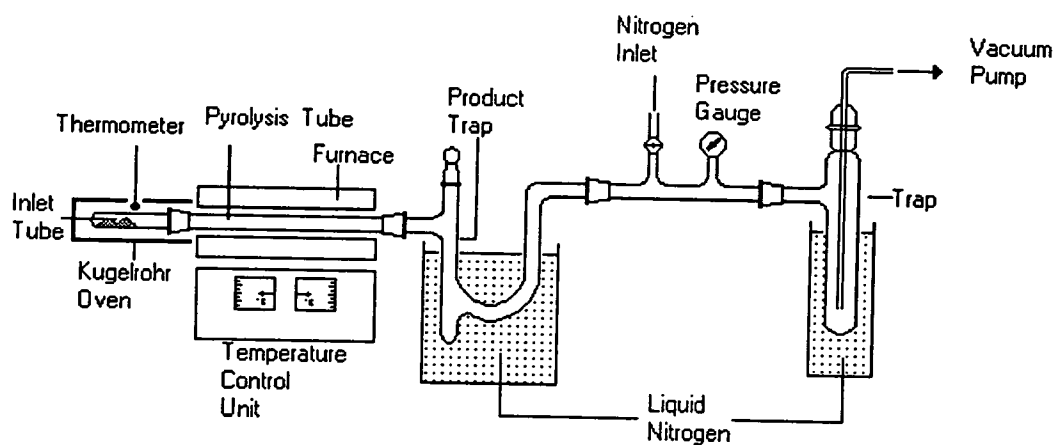 Nitrogen
Inlet
Vacuum
Pump
Pressure
Gauge
Product
Trap
Pyrolysis Tube
Thermometer
Furnace
Inlet
Tube
Trap
Kugelrohr
Oven
Temperature
Control
Unit
Liquid
Nitrogen